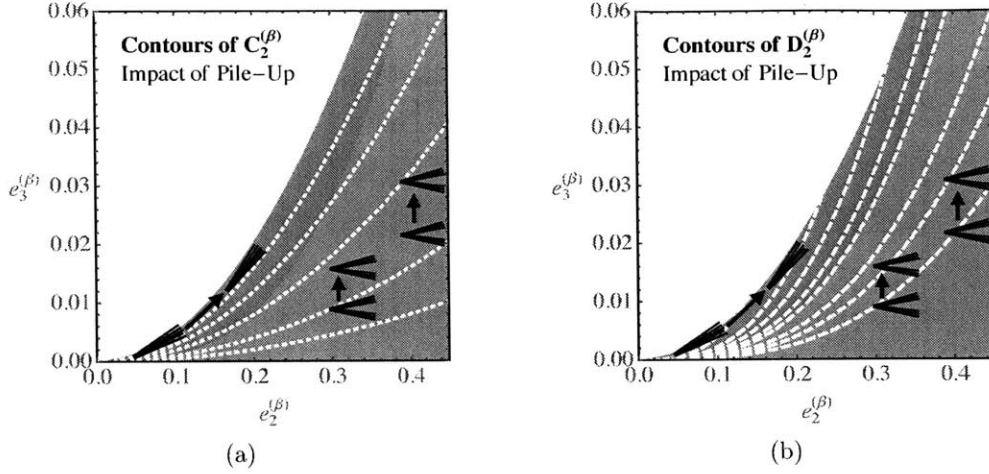 0.06
0.05
0.04
0.03
0.02
0.01
0.00
Contours of C₂^(β)
Impact of Pile-Up
e₃^(β)
0.0 0.1 0.2 0.3 0.4
e₂^(β)
(a)
0.06
0.05
0.04
0.03
0.02
0.01
0.00
Contours of D₂^(β)
Impact of Pile-Up
e₃^(β)
0.0 0.1 0.2 0.3 0.4
e₂^(β)
(b)